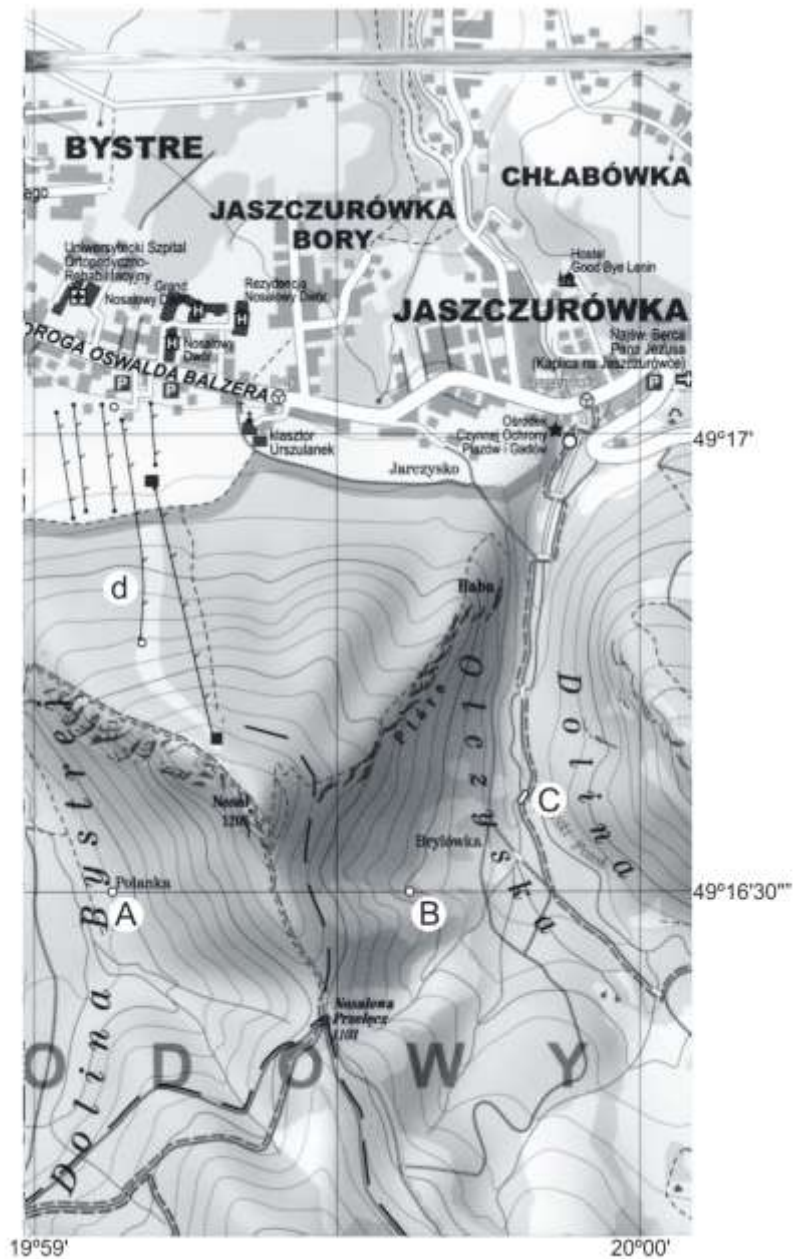 BYSTRE
CHŁABÓWKA
ego
JASZCZURÓWKA
BORY
Uniwersytecki Szpital
Ortopedyczno-
Rehabilitacyjny
Hostel
Good Bye Lenin
Grand
Nosalowy Dwór
Rezydencja
Nosalowy Dwór
JASZCZURÓWKA
H
H
H
Nosalowy
Dwór
DROGA OSWALDA BALZERA
Najśw. Serca
Pana Jezusa
(Kaplica na Jaszczurówce)
P
P
P
klasztor
Urszulanek
Ośrodek
Czynnej Ochrony
Płazów i Gadów
49°17'
Jarczysko
d
Baba
Olczyska
Dolina
Nosal
C
Brylówka
Polanka
49°16'30"
A
B
Dolina Bystrej
Nosalowa
Przełęcz
1101
ODOWY
19°59'
20°00'